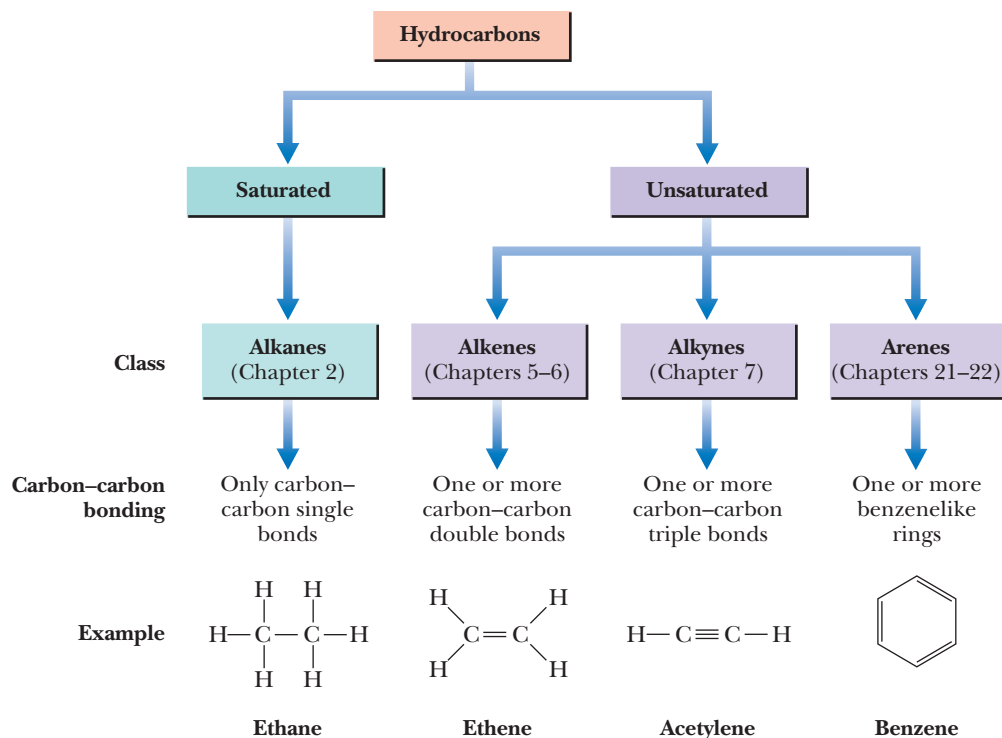 Hydrocarbons
Saturated
Unsaturated
Class
Alkanes
(Chapter 2)
Alkenes
(Chapters 5–6)
Alkynes
(Chapter 7)
Arenes
(Chapters 21–22)
Carbon–carbon
bonding
Only carbon–
carbon single
bonds
One or more
carbon–carbon
double bonds
One or more
carbon–carbon
triple bonds
One or more
benzenelike
rings
Example
H H
H—C—C—H
H H
H H
C=C
H H
H—C≡C—H
Ethane
Ethene
Acetylene
Benzene